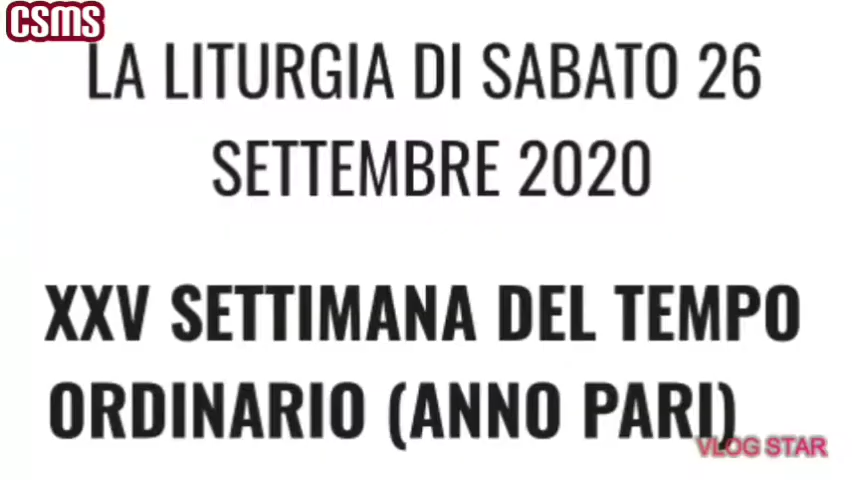 CSMS
LA LITURGIA DI SABATO 26
SETTEMBRE 2020
XXV SETTIMANA DEL TEMPO
ORDINARIO (ANNO PARI)
VLOG STAR